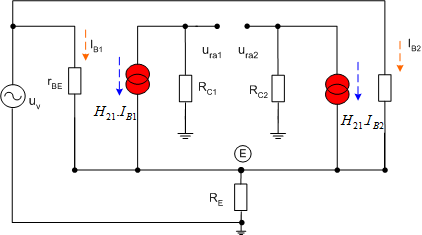 I_B1
I_B2
u_ra1
u_ra2
r_BE
R_C1
R_C2
u_v
H_21.I_B1
H_21.I_B2
E
R_E